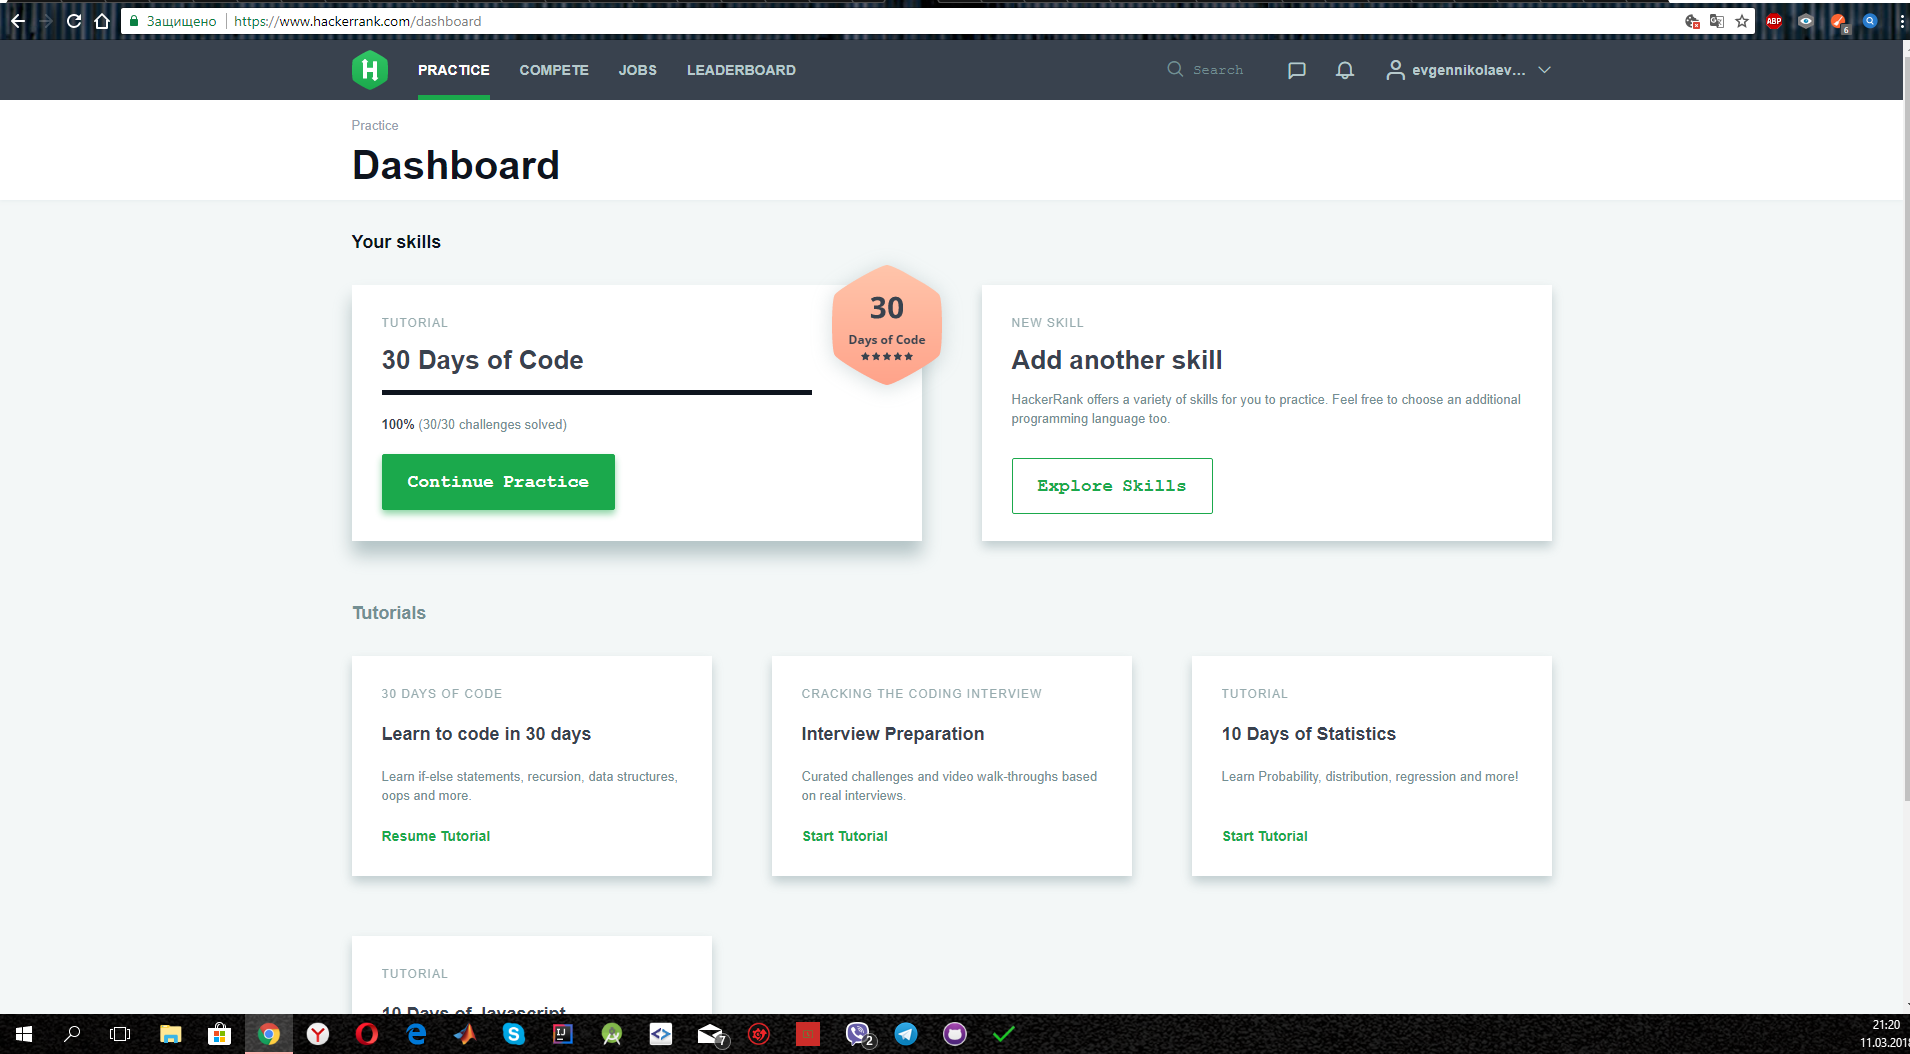 Защищено https://www.hackerrank.com/dashboard
ABP
6
PRACTICE COMPETE JOBS LEADERBOARD Search evgennikolaev...
Practice
Dashboard
Your skills
TUTORIAL
30 Days of Code
100% (30/30 challenges solved)
Continue Practice
30
Days of Code
NEW SKILL
Add another skill
HackerRank offers a variety of skills for you to practice. Feel free to choose an additional
programming language too.
Explore Skills
Tutorials
30 DAYS OF CODE
Learn to code in 30 days
Learn if-else statements, recursion, data structures,
oops and more.
Resume Tutorial
CRACKING THE CODING INTERVIEW
Interview Preparation
Curated challenges and video walk-throughs based
on real interviews.
Start Tutorial
TUTORIAL
10 Days of Statistics
Learn Probability, distribution, regression and more!
Start Tutorial
TUTORIAL
10 Days of Javascript
7
2
21:20
11.03.2018